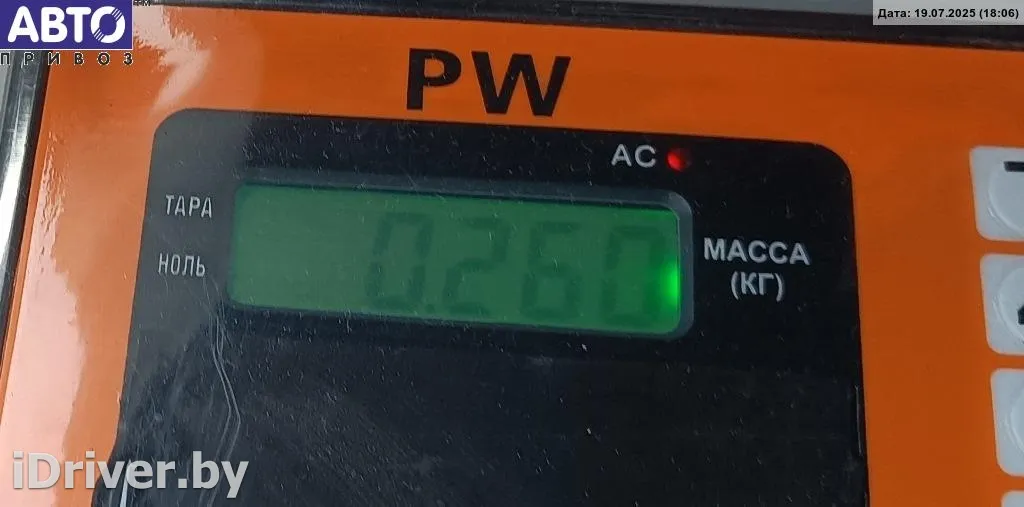 АВТО
ПРИВОЗ
Дата: 19.07.2025 (18:06)
PW
AC
ТАРА
НОЛЬ
0.260
МАССА
(КГ)
iDriver.by